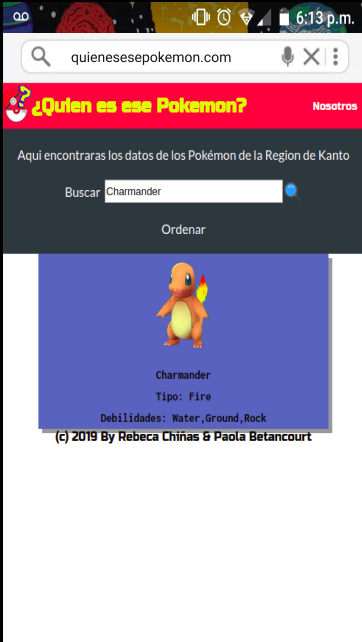 6:13 p.m.
quienesesepokemon.com
¿Quien es ese Pokemon?
Nosotros
Aqui encontraras los datos de los Pokémon de la Region de Kanto
Buscar Charmander
Ordenar
Charmander
Tipo: Fire
Debilidades: Water,Ground,Rock
(c) 2019 By Rebeca Chiñas & Paola Betancourt